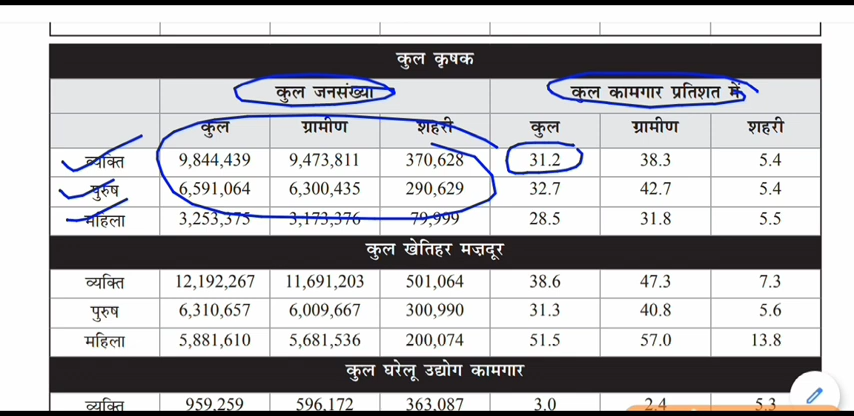 कुल कृषक
कुल जनसंख्या कुल कामगार प्रतिशत में
कुल ग्रामीण शहरी कुल ग्रामीण शहरी
व्यक्ति 9,844,439 9,473,811 370,628 31.2 38.3 5.4
पुरुष 6,591,064 6,300,435 290,629 32.7 42.7 5.4
महिला 3,253,375 3,173,376 79,999 28.5 31.8 5.5
कुल खेतिहर मज़दूर
व्यक्ति 12,192,267 11,691,203 501,064 38.6 47.3 7.3
पुरुष 6,310,657 6,009,667 300,990 31.3 40.8 5.6
महिला 5,881,610 5,681,536 200,074 51.5 57.0 13.8
कुल घरेलू उद्योग कामगार
व्यक्ति 959,259 596,172 363,087 3.0 2.4 5.3